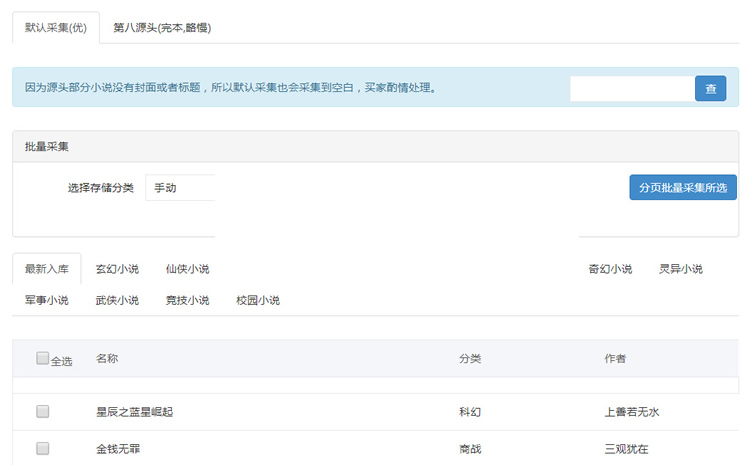 默认采集(优) 第八源头(完本,略慢)
因为源头部分小说没有封面或者标题，所以默认采集也会采集到空白，买家酌情处理。 查
批量采集
选择存储分类 手动 分页批量采集所选
最新入库 玄幻小说 仙侠小说 奇幻小说 灵异小说
军事小说 武侠小说 竞技小说 校园小说
全选 名称 分类 作者
星辰之蓝星崛起 科幻 上善若无水
金钱无罪 商战 三观犹在